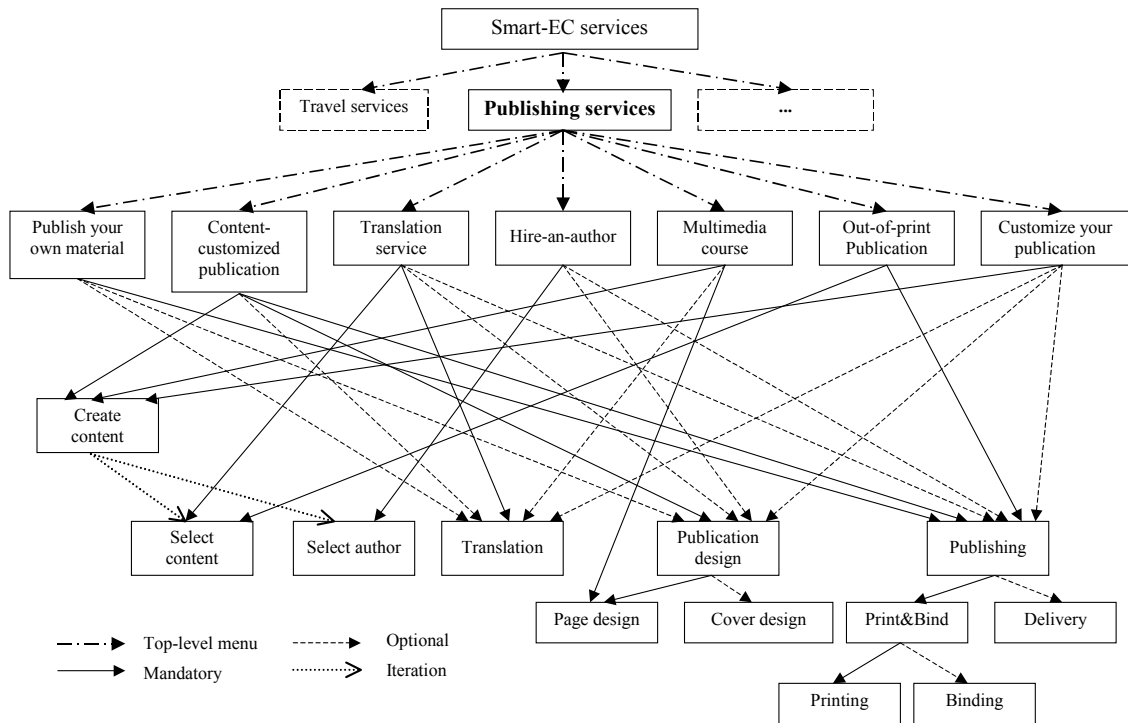 Smart-EC services
Travel services
Publishing services
...
Publish your
own material
Content-
customized
publication
Translation
service
Hire-an-author
Multimedia
course
Out-of-print
Publication
Customize your
publication
Create
content
Select
content
Select author
Translation
Publication
design
Publishing
Page design
Cover design
Print&Bind
Delivery
Printing
Binding
Top-level menu
Optional
Mandatory
Iteration